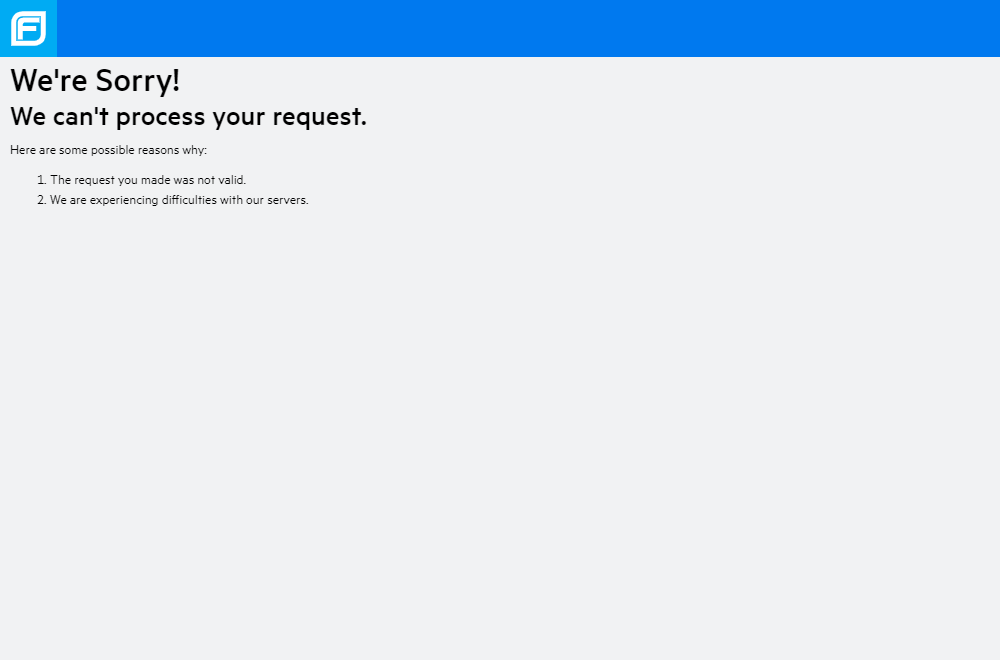 F
We're Sorry!
We can't process your request.
Here are some possible reasons why:
1. The request you made was not valid.
2. We are experiencing difficulties with our servers.